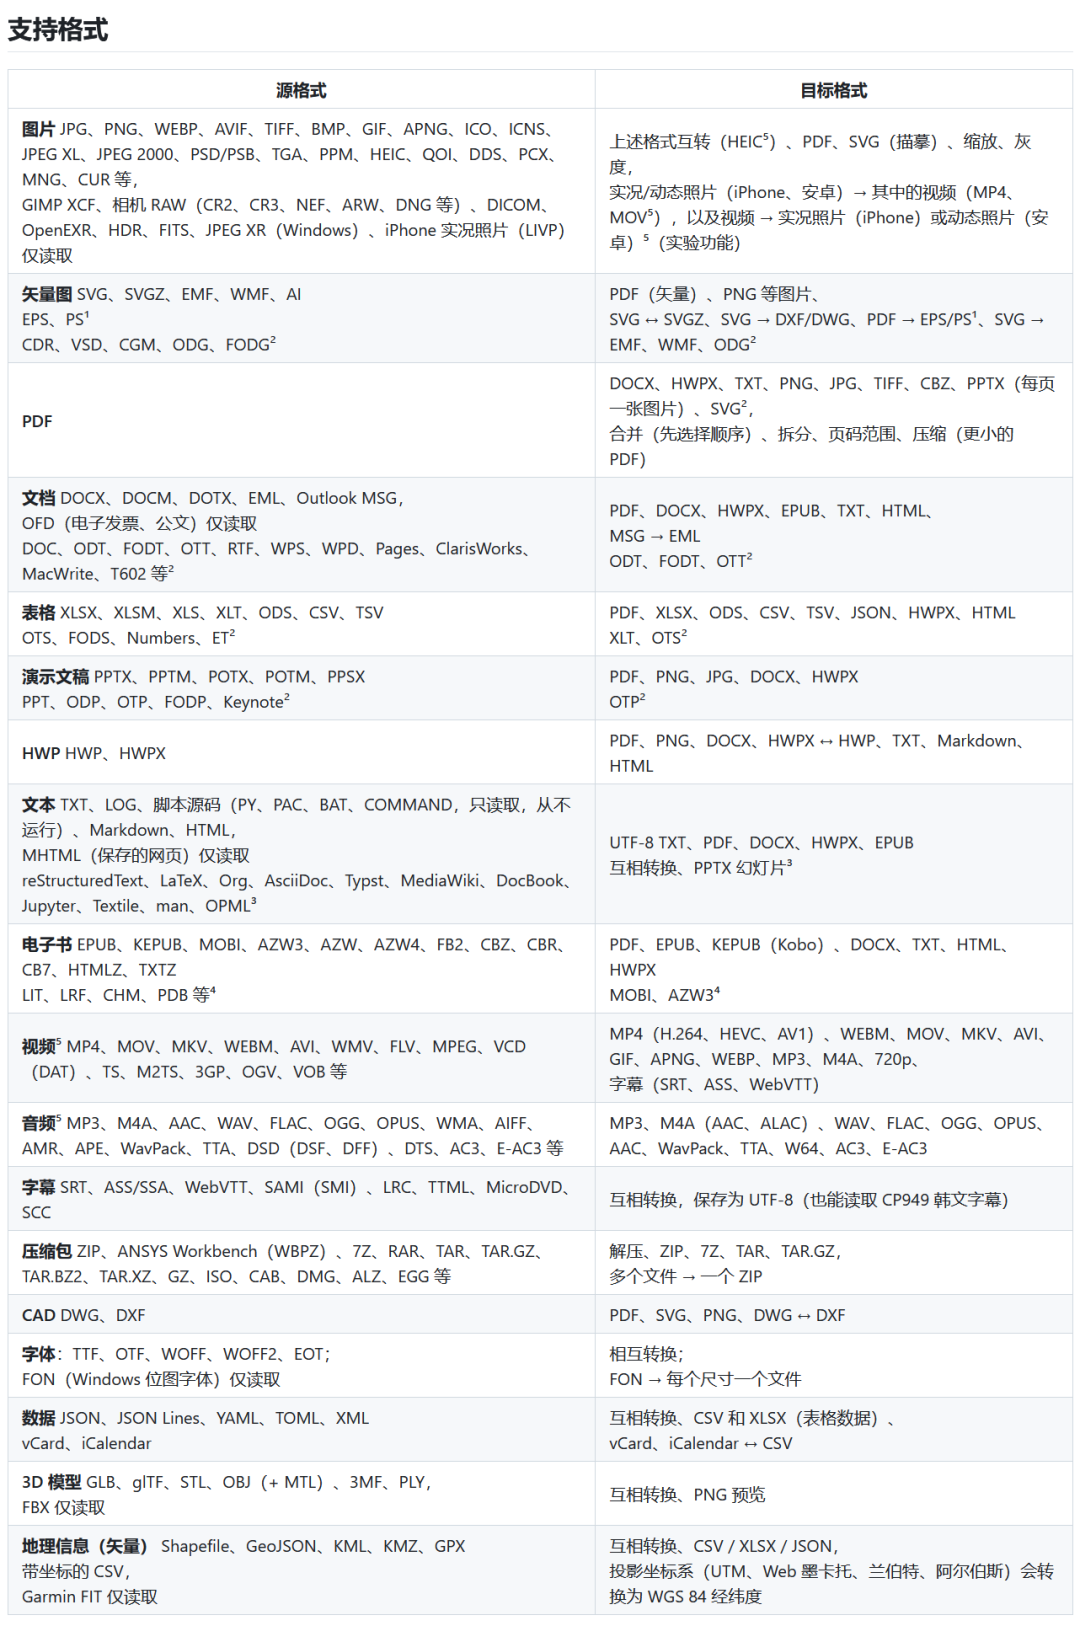 支持格式
源格式
目标格式
图片 JPG、PNG、WEBP、AVIF、TIFF、BMP、GIF、APNG、ICO、ICNS、
JPEG XL、JPEG 2000、PSD/PSB、TGA、PPM、HEIC、QOI、DDS、PCX、
MNG、CUR 等，
GIMP XCF、相机 RAW（CR2、CR3、NEF、ARW、DNG 等）、DICOM、
OpenEXR、HDR、FITS、JPEG XR（Windows）、iPhone 实况照片（LIVP）
仅读取
上述格式互转（HEIC⁵）、PDF、SVG（描摹）、缩放、灰
度，
实况/动态照片（iPhone、安卓）→ 其中的视频（MP4、
MOV⁵），以及视频 → 实况照片（iPhone）或动态照片（安
卓）⁵（实验功能）
矢量图 SVG、SVGZ、EMF、WMF、AI
EPS、PS¹
CDR、VSD、CGM、ODG、FODG²
PDF（矢量）、PNG 等图片、
SVG ↔ SVGZ、SVG → DXF/DWG、PDF → EPS/PS¹、SVG →
EMF、WMF、ODG²
PDF
DOCX、HWPX、TXT、PNG、JPG、TIFF、CBZ、PPTX（每页
一张图片）、SVG²，
合并（先选择顺序）、拆分、页码范围、压缩（更小的
PDF）
文档 DOCX、DOCM、DOTX、EML、Outlook MSG，
OFD（电子发票、公文）仅读取
DOC、ODT、FODT、OTT、RTF、WPS、WPD、Pages、ClarisWorks、
MacWrite、T602 等²
PDF、DOCX、HWPX、EPUB、TXT、HTML、
MSG → EML
ODT、FODT、OTT²
表格 XLSX、XLSM、XLS、XLT、ODS、CSV、TSV
OTS、FODS、Numbers、ET²
PDF、XLSX、ODS、CSV、TSV、JSON、HWPX、HTML
XLT、OTS²
演示文稿 PPTX、PPTM、POTX、POTM、PPSX
PPT、ODP、OTP、FODP、Keynote²
PDF、PNG、JPG、DOCX、HWPX
OTP²
HWP HWP、HWPX
PDF、PNG、DOCX、HWPX ↔ HWP、TXT、Markdown、
HTML
文本 TXT、LOG、脚本源码（PY、PAC、BAT、COMMAND，只读取，从不
运行）、Markdown、HTML，
MHTML（保存的网页）仅读取
reStructuredText、LaTeX、Org、AsciiDoc、Typst、MediaWiki、DocBook、
Jupyter、Textile、man、OPML³
UTF-8 TXT、PDF、DOCX、HWPX、EPUB
互相转换、PPTX 幻灯片³
电子书 EPUB、KEPUB、MOBI、AZW3、AZW、AZW4、FB2、CBZ、CBR、
CB7、HTMLZ、TXTZ
LIT、LRF、CHM、PDB 等⁴
PDF、EPUB、KEPUB（Kobo）、DOCX、TXT、HTML、
HWPX
MOBI、AZW3⁴
视频⁵ MP4、MOV、MKV、WEBM、AVI、WMV、FLV、MPEG、VCD
（DAT）、TS、M2TS、3GP、OGV、VOB 等
MP4（H.264、HEVC、AV1）、WEBM、MOV、MKV、AVI、
GIF、APNG、WEBP、MP3、M4A、720p、
字幕（SRT、ASS、WebVTT）
音频⁵ MP3、M4A、AAC、WAV、FLAC、OGG、OPUS、WMA、AIFF、
AMR、APE、WavPack、TTA、DSD（DSF、DFF）、DTS、AC3、E-AC3 等
MP3、M4A（AAC、ALAC）、WAV、FLAC、OGG、OPUS、
AAC、WavPack、TTA、W64、AC3、E-AC3
字幕 SRT、ASS/SSA、WebVTT、SAMI（SMI）、LRC、TTML、MicroDVD、
SCC
互相转换，保存为 UTF-8（也能读取 CP949 韩文字幕）
压缩包 ZIP、ANSYS Workbench（WBPZ）、7Z、RAR、TAR、TAR.GZ、
TAR.BZ2、TAR.XZ、GZ、ISO、CAB、DMG、ALZ、EGG 等
解压、ZIP、7Z、TAR、TAR.GZ，
多个文件 → 一个 ZIP
CAD DWG、DXF
PDF、SVG、PNG、DWG ↔ DXF
字体：TTF、OTF、WOFF、WOFF2、EOT；
FON（Windows 位图字体）仅读取
相互转换；
FON → 每个尺寸一个文件
数据 JSON、JSON Lines、YAML、TOML、XML
vCard、iCalendar
互相转换、CSV 和 XLSX（表格数据）、
vCard、iCalendar ↔ CSV
3D 模型 GLB、glTF、STL、OBJ（+ MTL）、3MF、PLY，
FBX 仅读取
互相转换、PNG 预览
地理信息（矢量） Shapefile、GeoJSON、KML、KMZ、GPX
带坐标的 CSV，
Garmin FIT 仅读取
互相转换、CSV / XLSX / JSON，
投影坐标系（UTM、Web 墨卡托、兰伯特、阿尔伯斯）会转
换为 WGS 84 经纬度